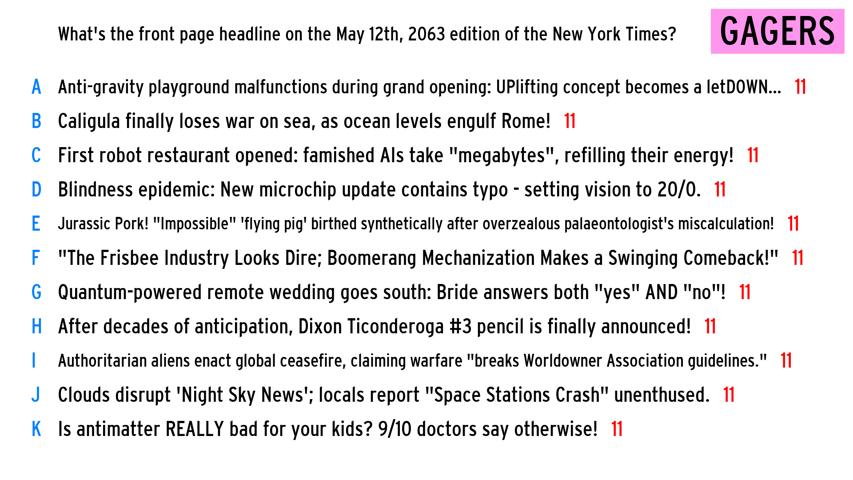 What's the front page headline on the May 12th, 2063 edition of the New York Times?
GAGERS
A Anti-gravity playground malfunctions during grand opening: UPlifting concept becomes a letDOWN... 11
B Caligula finally loses war on sea, as ocean levels engulf Rome! 11
C First robot restaurant opened: famished AIs take "megabytes", refilling their energy! 11
D Blindness epidemic: New microchip update contains typo - setting vision to 20/0. 11
E Jurassic Pork! "Impossible" 'flying pig' birthed synthetically after overzealous palaeontologist's miscalculation! 11
F "The Frisbee Industry Looks Dire; Boomerang Mechanization Makes a Swinging Comeback!" 11
G Quantum-powered remote wedding goes south: Bride answers both "yes" AND "no"! 11
H After decades of anticipation, Dixon Ticonderoga #3 pencil is finally announced! 11
I Authoritarian aliens enact global ceasefire, claiming warfare "breaks Worldowner Association guidelines." 11
J Clouds disrupt 'Night Sky News'; locals report "Space Stations Crash" unenthused. 11
K Is antimatter REALLY bad for your kids? 9/10 doctors say otherwise! 11